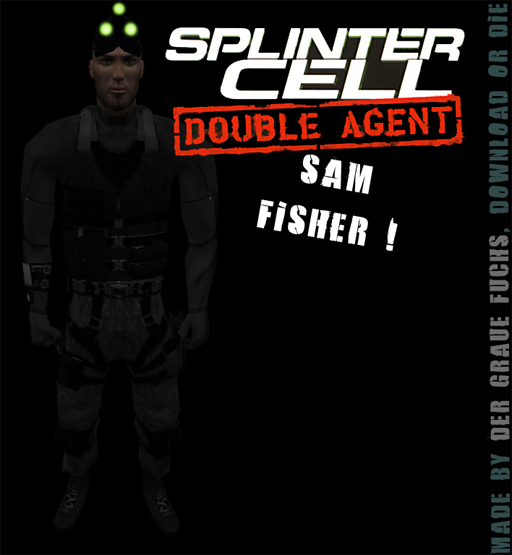 SPLINTER
CELL
DOUBLE AGENT
SAM
FiSHER !
MADE BY DER GRAUE FUCHS, DOWNLOAD OR DiE